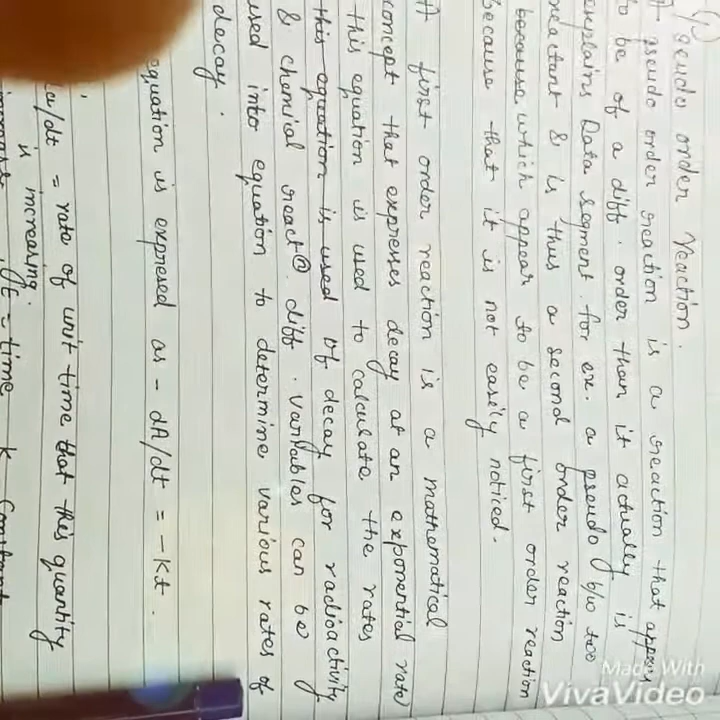 Pseudo order reaction.
A pseudo order reaction is a reaction that appears
to be of a diff. order than it actually is
explains Data segment. for ex. a pseudo b/w two
reactant & is thus a second order reaction
because which appear to be a first order reaction
because that it is not easily noticed.
A first order reaction is a mathematical
concept that expresses decay at an exponential rate
this equation is used to calculate the rates
this equation is used of decay for radioactivity
& chemical react. diff. variables can be
used into equation to determine various rates of
decay.
equation is expresed as - dA/dt = -kt.
da/dt = rate of unit time that this quantity
is increasing.
dt = time k Constant
Made With
VivaVideo